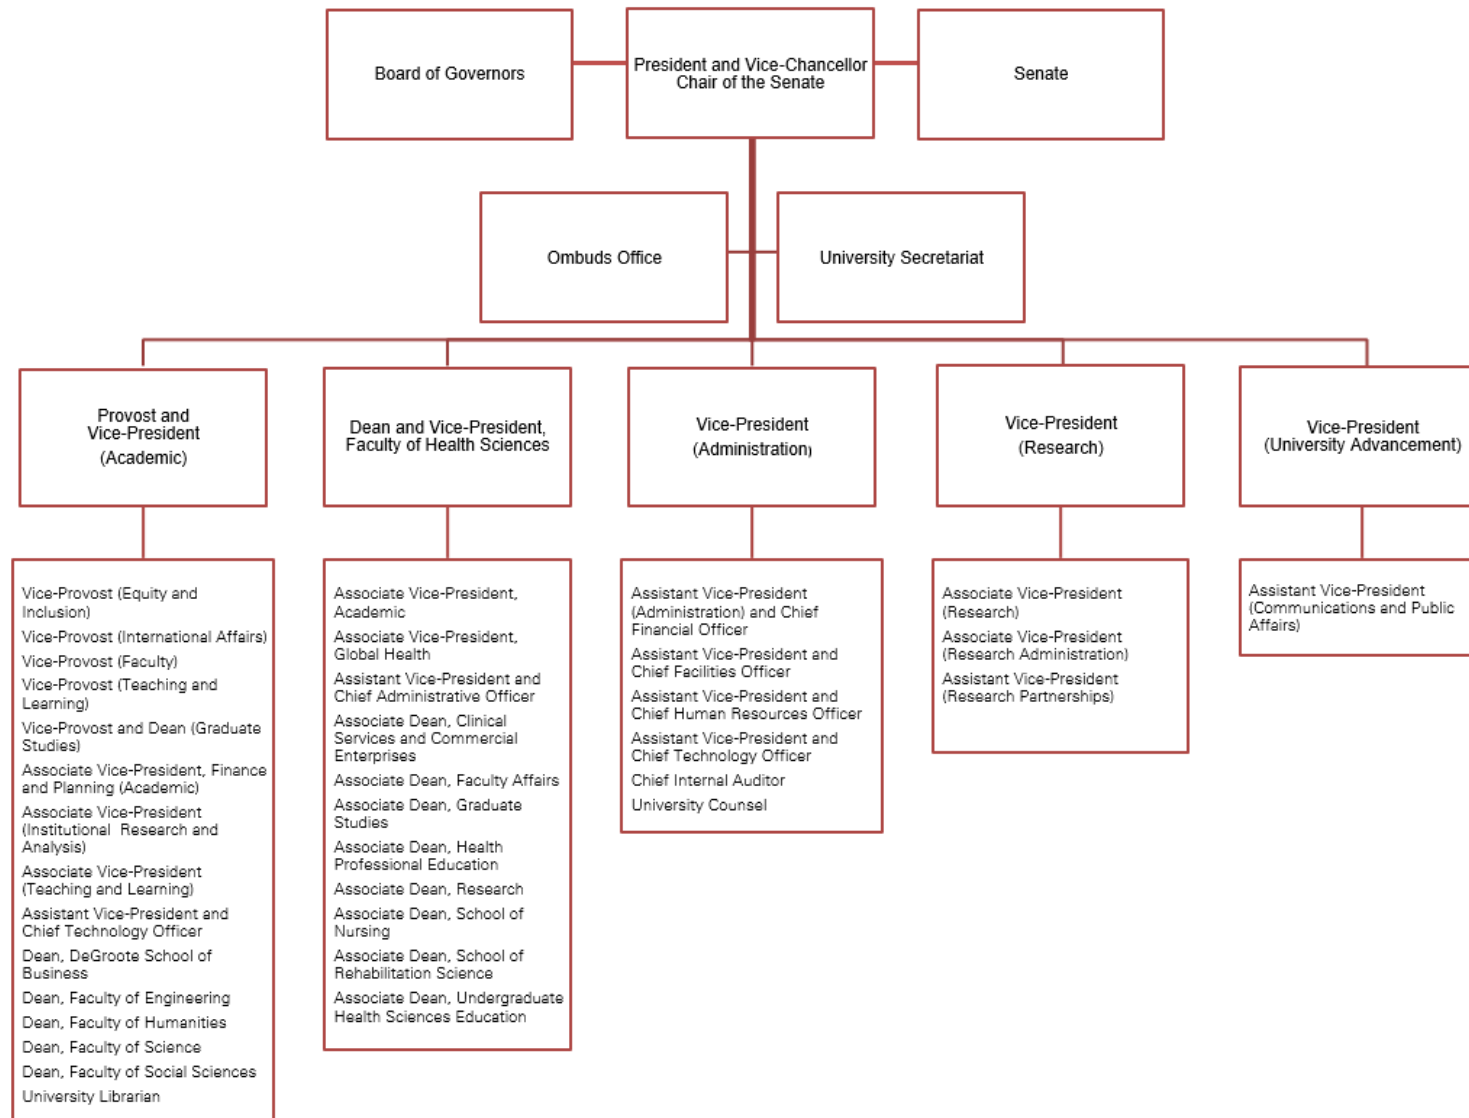 Board of Governors
President and Vice-Chancellor
Chair of the Senate
Senate
Ombuds Office
University Secretariat
Provost and
Vice-President
(Academic)
Dean and Vice-President,
Faculty of Health Sciences
Vice-President
(Administration)
Vice-President
(Research)
Vice-President
(University Advancement)
Vice-Provost (Equity and
Inclusion)
Vice-Provost (International Affairs)
Vice-Provost (Faculty)
Vice-Provost (Teaching and
Learning)
Vice-Provost and Dean (Graduate
Studies)
Associate Vice-President, Finance
and Planning (Academic)
Associate Vice-President
(Institutional Research and
Analysis)
Associate Vice-President
(Teaching and Learning)
Assistant Vice-President and
Chief Technology Officer
Dean, DeGroote School of
Business
Dean, Faculty of Engineering
Dean, Faculty of Humanities
Dean, Faculty of Science
Dean, Faculty of Social Sciences
University Librarian
Associate Vice-President,
Academic
Associate Vice-President,
Global Health
Assistant Vice-President and
Chief Administrative Officer
Associate Dean, Clinical
Services and Commercial
Enterprises
Associate Dean, Faculty Affairs
Associate Dean, Graduate
Studies
Associate Dean, Health
Professional Education
Associate Dean, Research
Associate Dean, School of
Nursing
Associate Dean, School of
Rehabilitation Science
Associate Dean, Undergraduate
Health Sciences Education
Assistant Vice-President
(Administration) and Chief
Financial Officer
Assistant Vice-President and
Chief Facilities Officer
Assistant Vice-President and
Chief Human Resources Officer
Assistant Vice-President and
Chief Technology Officer
Chief Internal Auditor
University Counsel
Associate Vice-President
(Research)
Associate Vice-President
(Research Administration)
Assistant Vice-President
(Research Partnerships)
Assistant Vice-President
(Communications and Public
Affairs)